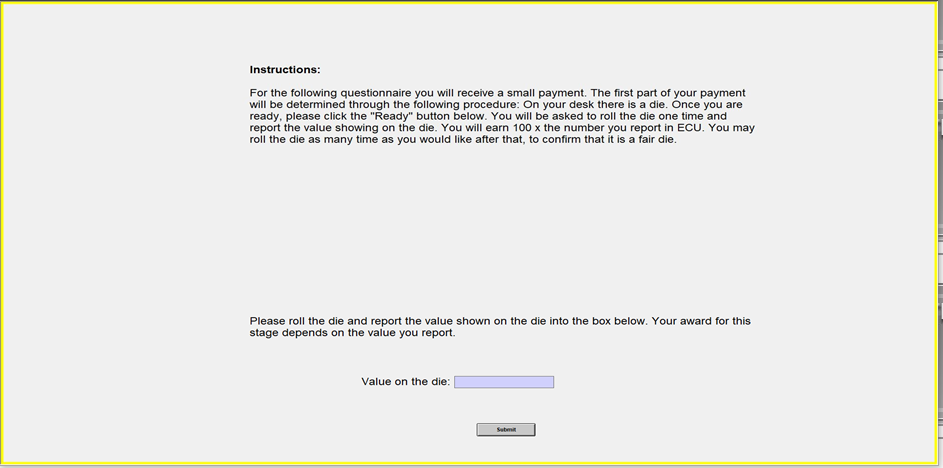 Instructions:
For the following questionnaire you will receive a small payment. The first part of your payment
will be determined through the following procedure: On your desk there is a die. Once you are
ready, please click the "Ready" button below. You will be asked to roll the die one time and
report the value showing on the die. You will earn 100 x the number you report in ECU. You may
roll the die as many time as you would like after that, to confirm that it is a fair die.
Please roll the die and report the value shown on the die into the box below. Your award for this
stage depends on the value you report.
Value on the die:
Submit